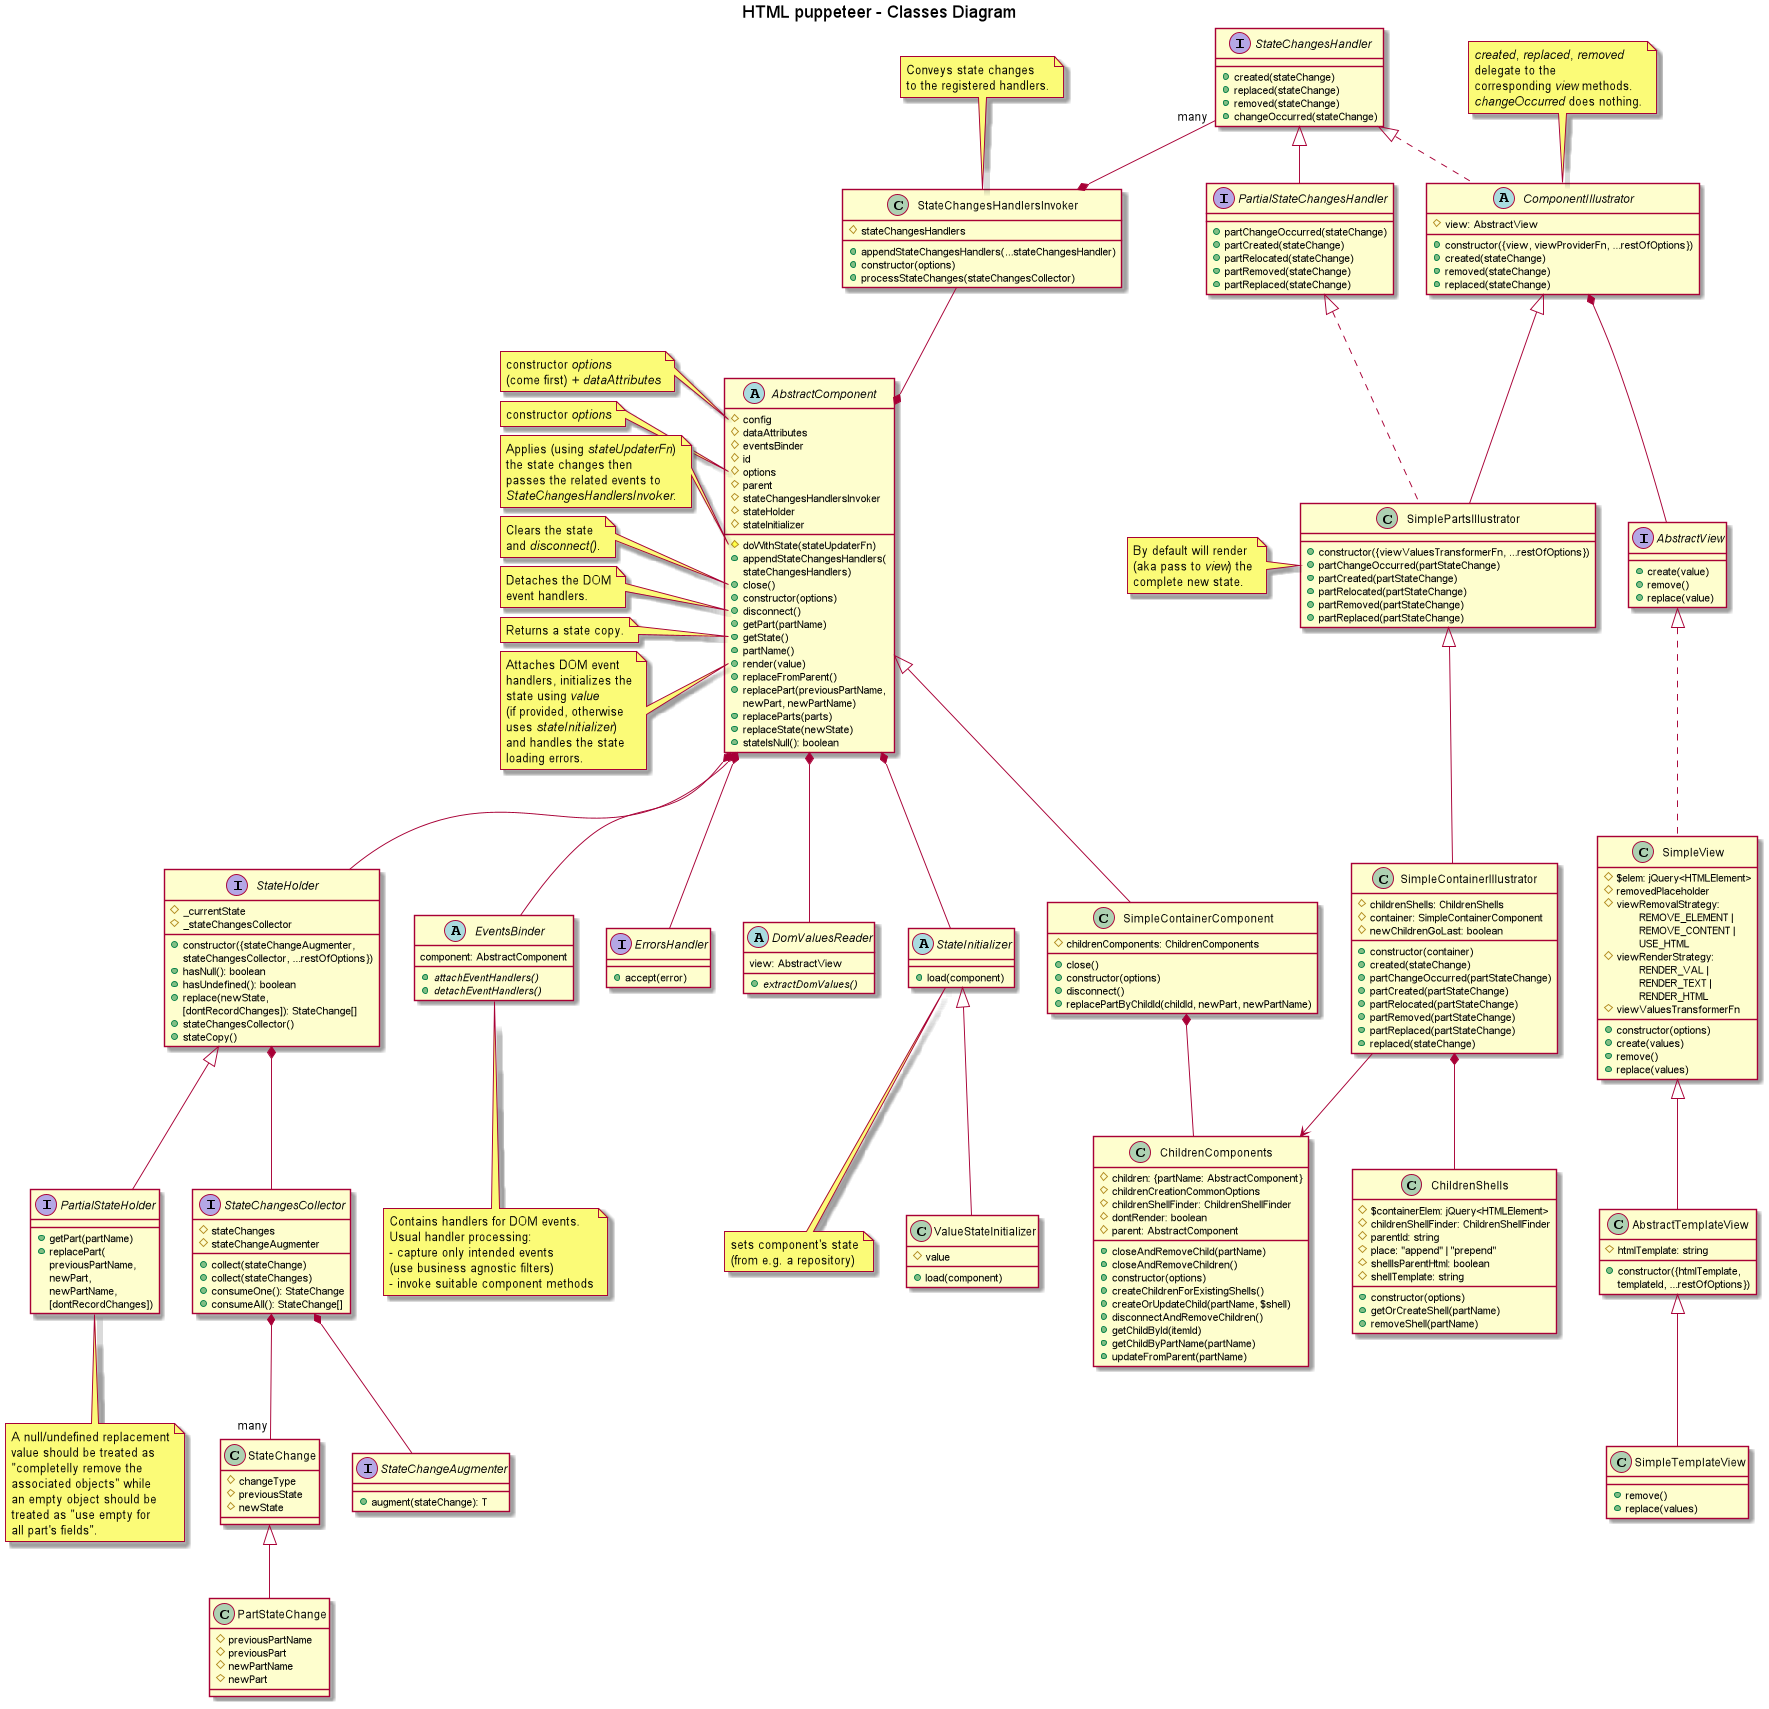 HTML puppeteer - Classes Diagram
I StateChangesHandler
created(stateChange)
replaced(stateChange)
removed(stateChange)
changeOccurred(stateChange)
created, replaced, removed
delegate to the
corresponding view methods.
changeOccurred does nothing.
Conveys state changes
to the registered handlers.
many
C StateChangesHandlersInvoker
stateChangesHandlers
appendStateChangesHandlers(...stateChangesHandler)
constructor(options)
processStateChanges(stateChangesCollector)
I PartialStateChangesHandler
partChangeOccurred(stateChange)
partCreated(stateChange)
partRelocated(stateChange)
partRemoved(stateChange)
partReplaced(stateChange)
A ComponentIllustrator
view: AbstractView
constructor({view, viewProviderFn, ...restOfOptions})
created(stateChange)
removed(stateChange)
replaced(stateChange)
constructor options
(come first) + dataAttributes
constructor options
Applies (using stateUpdaterFn)
the state changes then
passes the related events to
StateChangesHandlersInvoker.
Clears the state
and disconnect().
Detaches the DOM
event handlers.
Returns a state copy.
Attaches DOM event
handlers, initializes the
state using value
(if provided, otherwise
uses stateInitializer)
and handles the state
loading errors.
A AbstractComponent
config
dataAttributes
eventsBinder
id
options
parent
stateChangesHandlersInvoker
stateHolder
stateInitializer
doWithState(stateUpdaterFn)
appendStateChangesHandlers(
stateChangesHandlers)
close()
constructor(options)
disconnect()
getPart(partName)
getState()
partName()
render(value)
replaceFromParent()
replacePart(previousPartName,
newPart, newPartName)
replaceParts(parts)
replaceState(newState)
stateIsNull(): boolean
By default will render
(aka pass to view) the
complete new state.
C SimplePartsIllustrator
constructor({viewValuesTransformerFn, ...restOfOptions})
partChangeOccurred(partStateChange)
partCreated(partStateChange)
partRelocated(partStateChange)
partRemoved(partStateChange)
partReplaced(partStateChange)
I AbstractView
create(value)
remove()
replace(value)
I StateHolder
_currentState
_stateChangesCollector
constructor({stateChangeAugmenter,
stateChangesCollector, ...restOfOptions})
hasNull(): boolean
hasUndefined(): boolean
replace(newState,
[dontRecordChanges]): StateChange[]
stateChangesCollector()
stateCopy()
A EventsBinder
component: AbstractComponent
attachEventHandlers()
detachEventHandlers()
I ErrorsHandler
accept(error)
A DomValuesReader
view: AbstractView
extractDomValues()
A StateInitializer
load(component)
C SimpleContainerComponent
childrenComponents: ChildrenComponents
close()
constructor(options)
disconnect()
replacePartByChildId(childId, newPart, newPartName)
C SimpleContainerIllustrator
childrenShells: ChildrenShells
container: SimpleContainerComponent
newChildrenGoLast: boolean
constructor(container)
created(stateChange)
partChangeOccurred(partStateChange)
partCreated(partStateChange)
partRelocated(partStateChange)
partRemoved(partStateChange)
partReplaced(partStateChange)
replaced(stateChange)
C SimpleView
$elem: jQuery<HTMLElement>
removedPlaceholder
viewRemovalStrategy:
REMOVE_ELEMENT |
REMOVE_CONTENT |
USE_HTML
viewRenderStrategy:
RENDER_VAL |
RENDER_TEXT |
RENDER_HTML
viewValuesTransformerFn
constructor(options)
create(values)
remove()
replace(values)
I PartialStateHolder
getPart(partName)
replacePart(
previousPartName,
newPart,
newPartName,
[dontRecordChanges])
I StateChangesCollector
stateChanges
stateChangeAugmenter
collect(stateChange)
collect(stateChanges)
consumeOne(): StateChange
consumeAll(): StateChange[]
Contains handlers for DOM events.
Usual handler processing:
- capture only intended events
(use business agnostic filters)
- invoke suitable component methods
sets component's state
(from e.g. a repository)
C ValueStateInitializer
value
load(component)
C ChildrenComponents
children: {partName: AbstractComponent}
childrenCreationCommonOptions
childrenShellFinder: ChildrenShellFinder
dontRender: boolean
parent: AbstractComponent
closeAndRemoveChild(partName)
closeAndRemoveChildren()
constructor(options)
createChildrenForExistingShells()
createOrUpdateChild(partName, $shell)
disconnectAndRemoveChildren()
getChildById(itemId)
getChildByPartName(partName)
updateFromParent(partName)
C ChildrenShells
$containerElem: jQuery<HTMLElement>
childrenShellFinder: ChildrenShellFinder
parentId: string
place: "append" | "prepend"
shellIsParentHtml: boolean
shellTemplate: string
constructor(options)
getOrCreateShell(partName)
removeShell(partName)
C AbstractTemplateView
htmlTemplate: string
constructor({htmlTemplate,
templateId, ...restOfOptions})
A null/undefined replacement
value should be treated as
"completelly remove the
associated objects" while
an empty object should be
treated as "use empty for
all part's fields".
many
C StateChange
changeType
previousState
newState
I StateChangeAugmenter
augment(stateChange): T
C SimpleTemplateView
remove()
replace(values)
C PartStateChange
previousPartName
previousPart
newPartName
newPart